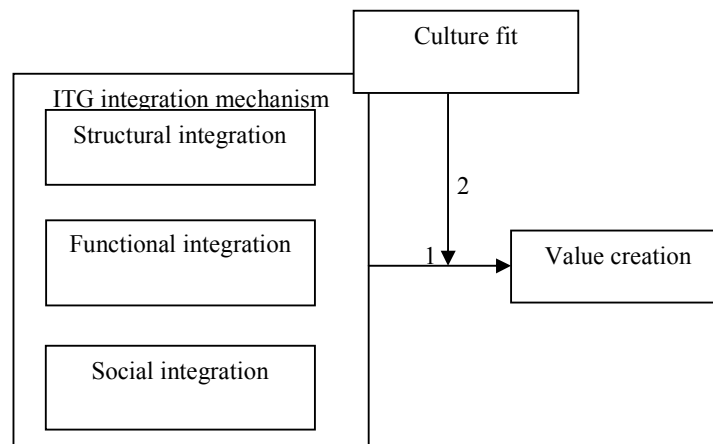 Culture fit
ITG integration mechanism
Structural integration
2
Functional integration
1
Value creation
Social integration